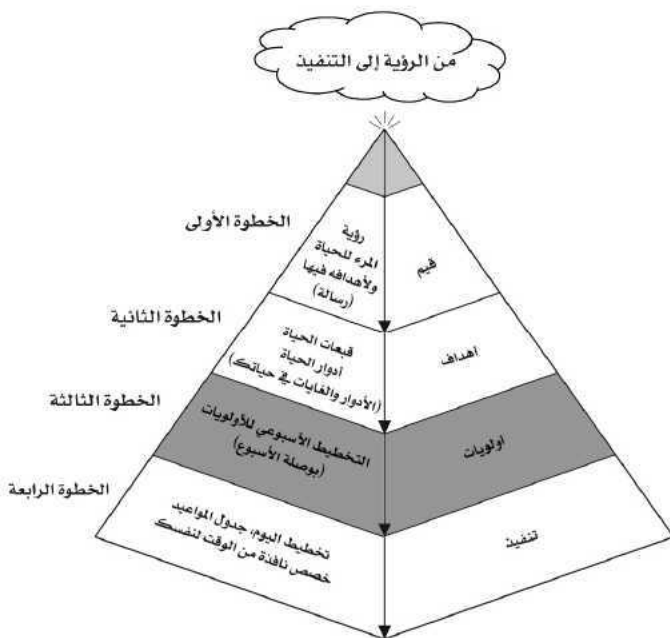 من الرؤية إلى التنفيذ
الخطوة الأولى
رؤية
المرء للحياة
ولأهدافه فيها
(رسالة)
قيم
الخطوة الثانية
قبعات الحياة
أدوار الحياة
(الأدوار والغايات في حياتك)
أهداف
الخطوة الثالثة
التخطيط الأسبوعي للأولويات
(بوصلة الأسبوع)
اولويات
الخطوة الرابعة
تخطيط اليوم، جدول المواعيد
خصص نافذة من الوقت لنفسك
تنفيذ